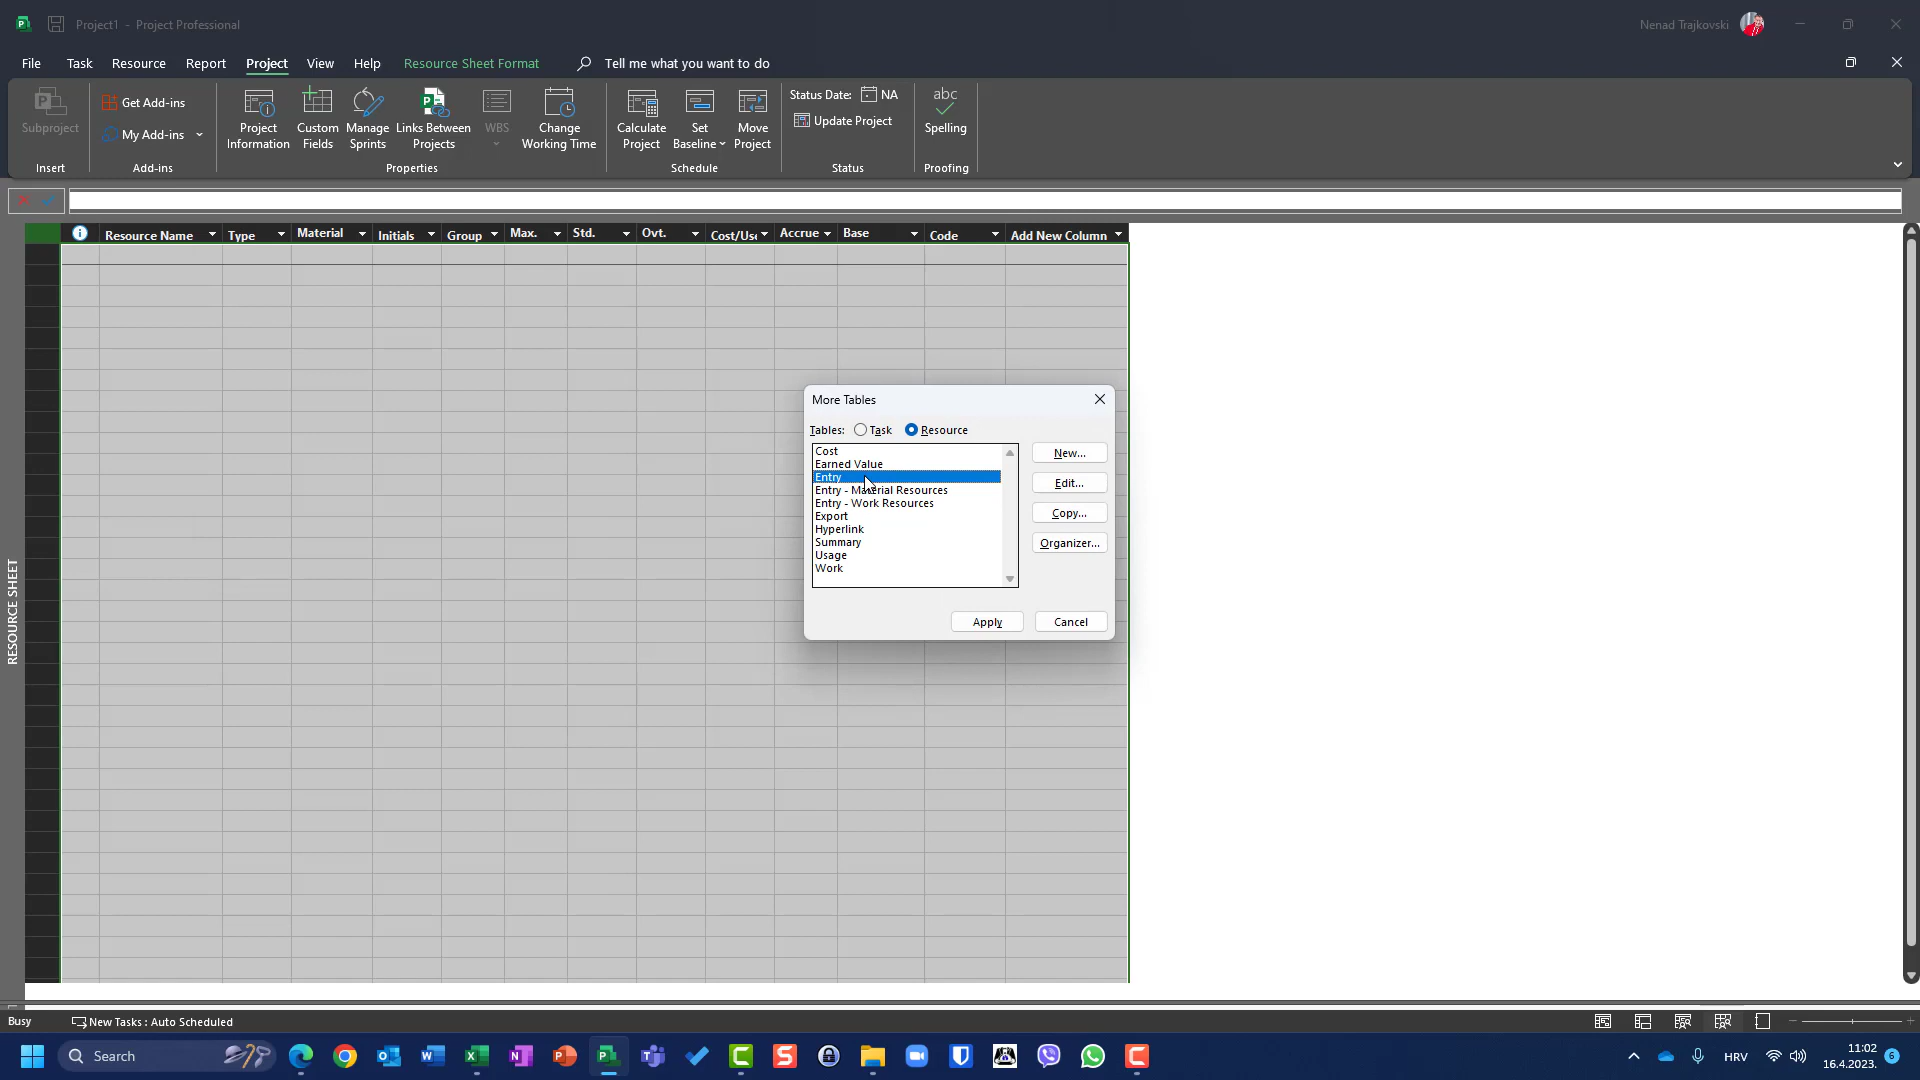 Project1 - Project Professional
Nenad Trajkovski
File Task Resource Report Project View Help Resource Sheet Format Tell me what you want to do
Subproject
Insert
Get Add-ins
My Add-ins
Add-ins
Project Information
Custom Fields
Manage Sprints
Links Between Projects
WBS
Change Working Time
Properties
Calculate Project
Set Baseline
Move Project
Schedule
Status Date: NA
Update Project
Status
abc
Spelling
Proofing
Resource Name Type Material Initials Group Max. Std. Ovt. Cost/Use Accrue Base Code Add New Column
RESOURCE SHEET
More Tables
Tables: Task Resource
Cost
Earned Value
Entry
Entry - Material Resources
Entry - Work Resources
Export
Hyperlink
Summary
Usage
Work
New...
Edit...
Copy...
Organizer...
Apply Cancel
Busy New Tasks : Auto Scheduled
Search
HRV
11:02
16.4.2023.
6